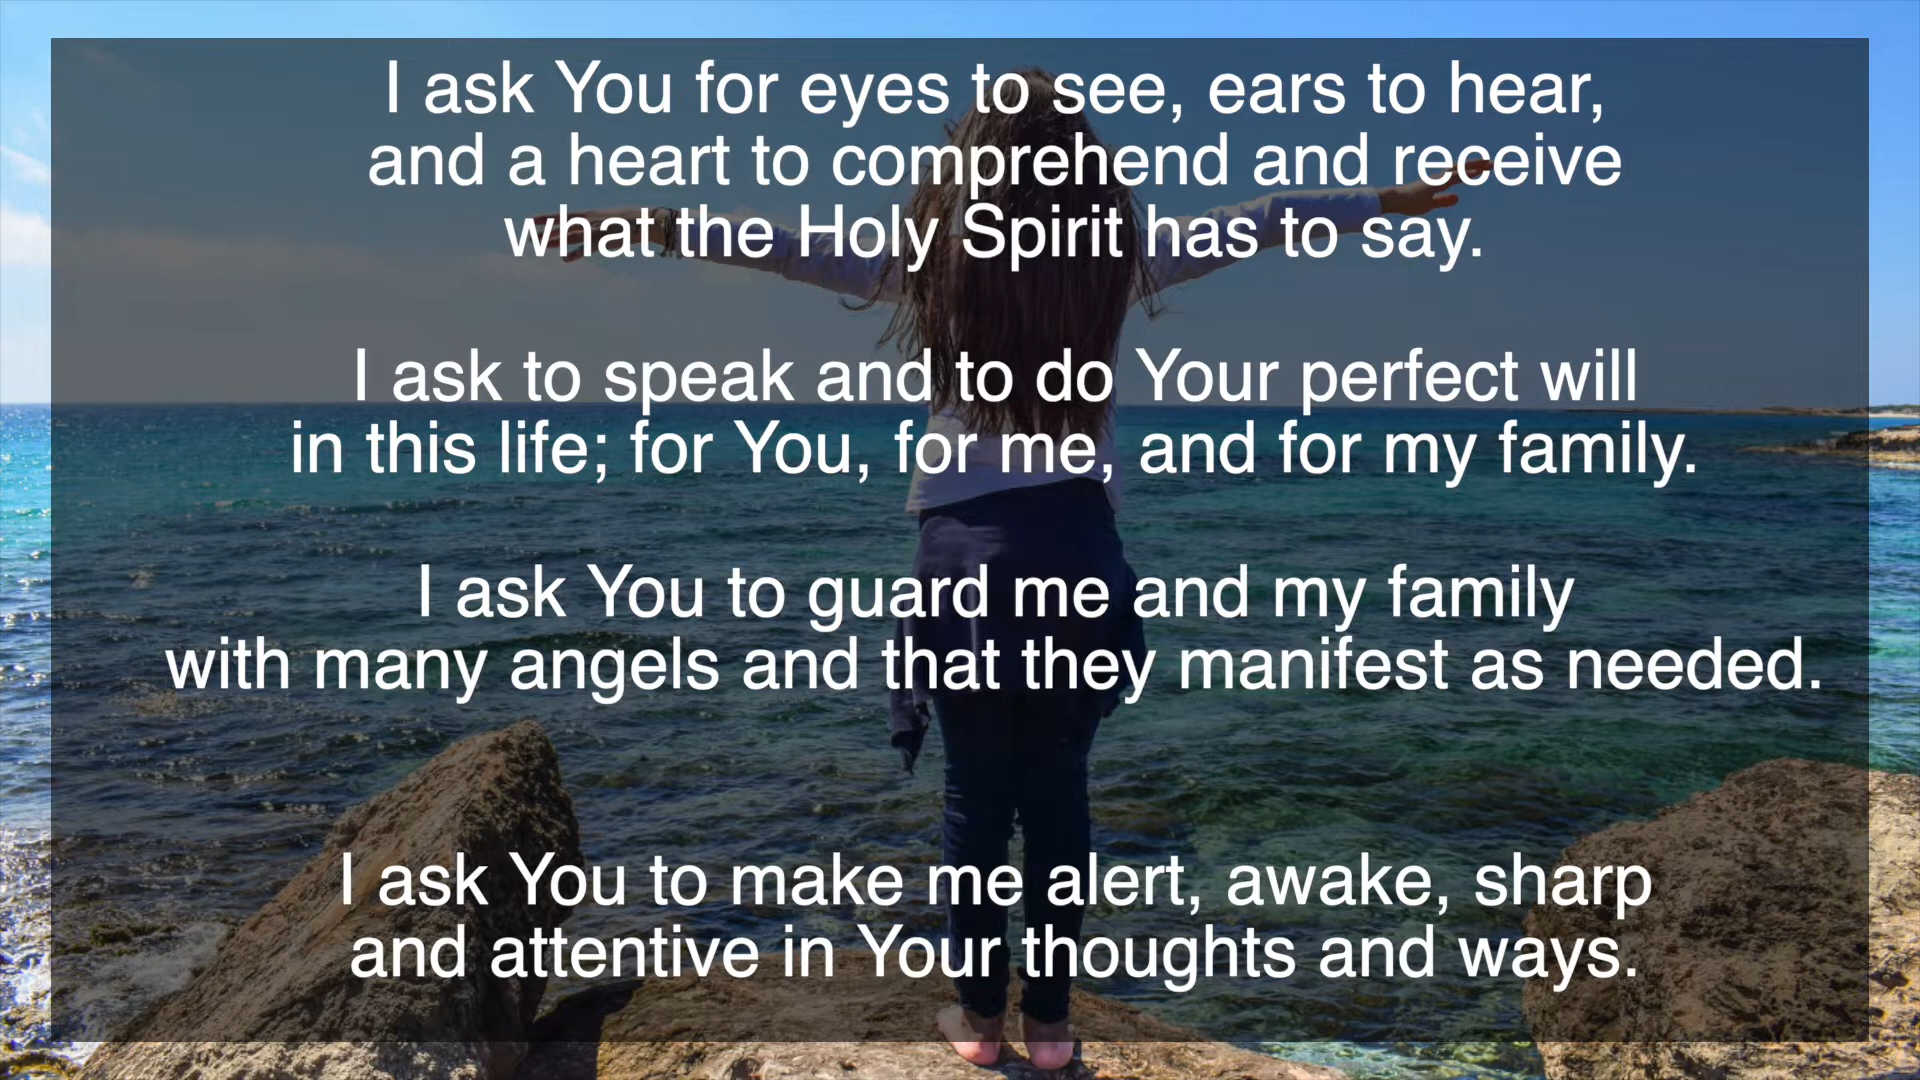 I ask You for eyes to see, ears to hear,
and a heart to comprehend and receive
what the Holy Spirit has to say.
I ask to speak and to do Your perfect will
in this life; for You, for me, and for my family.
I ask You to guard me and my family
with many angels and that they manifest as needed.
I ask You to make me alert, awake, sharp
and attentive in Your thoughts and ways.